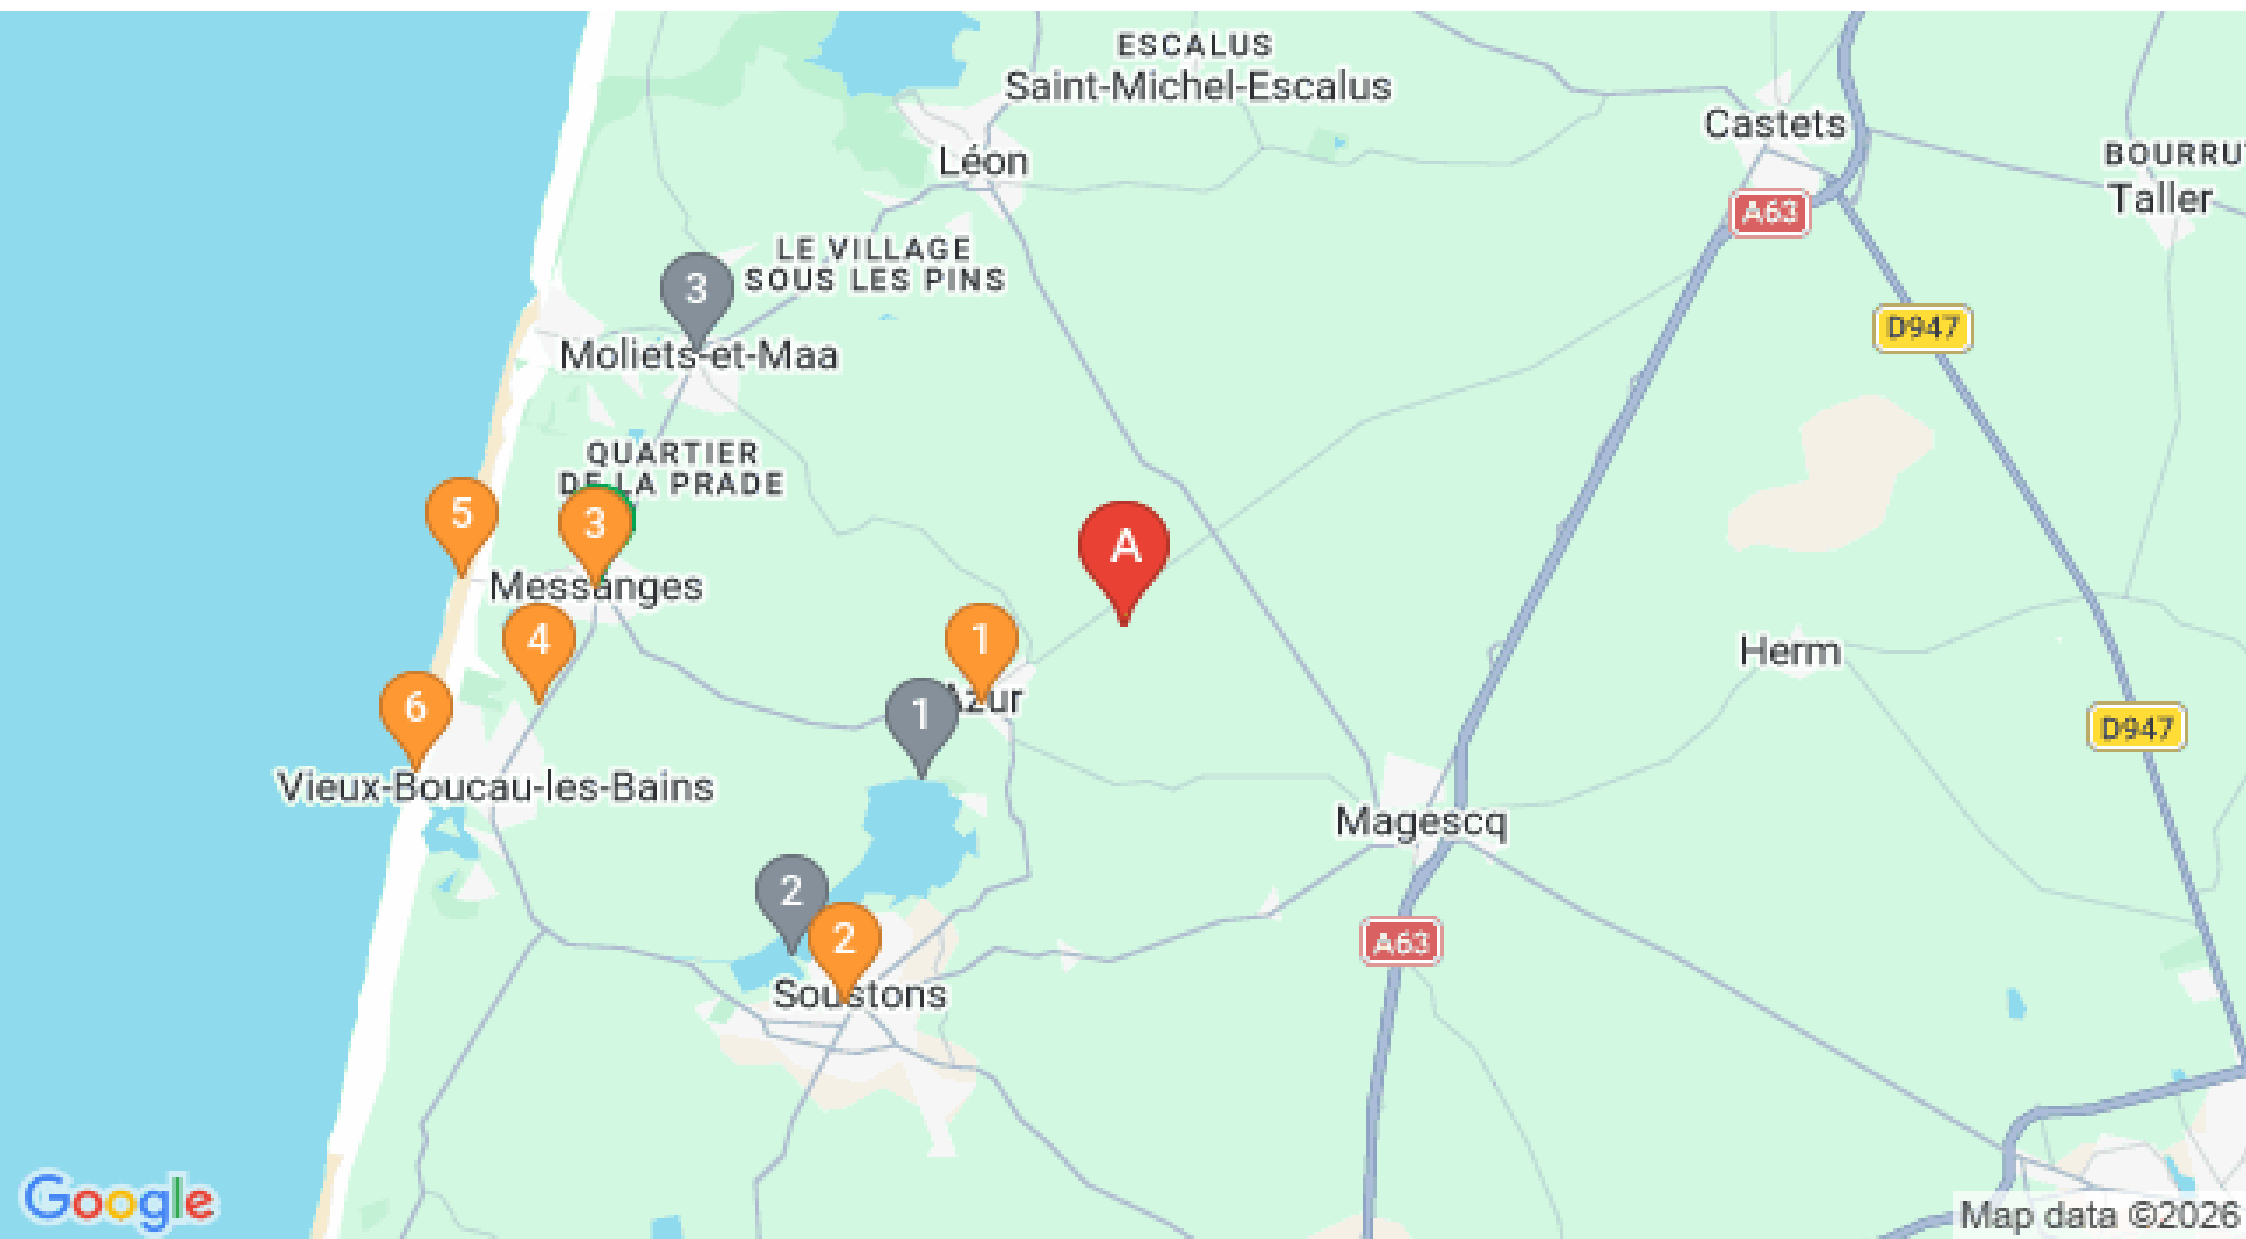 ESCALUS
Saint-Michel-Escalus
Castets
BOURRU
Taller
Léon
A63
LE VILLAGE
SOUS LES PINS
3
D947
Moliets-et-Maa
QUARTIER
DE LA PRADE
5
3
A
Messanges
4
1
Herm
6
1
Azur
D947
Vieux-Boucau-les-Bains
Magescq
2
2
A63
Soustons
Google
Map data ©2026